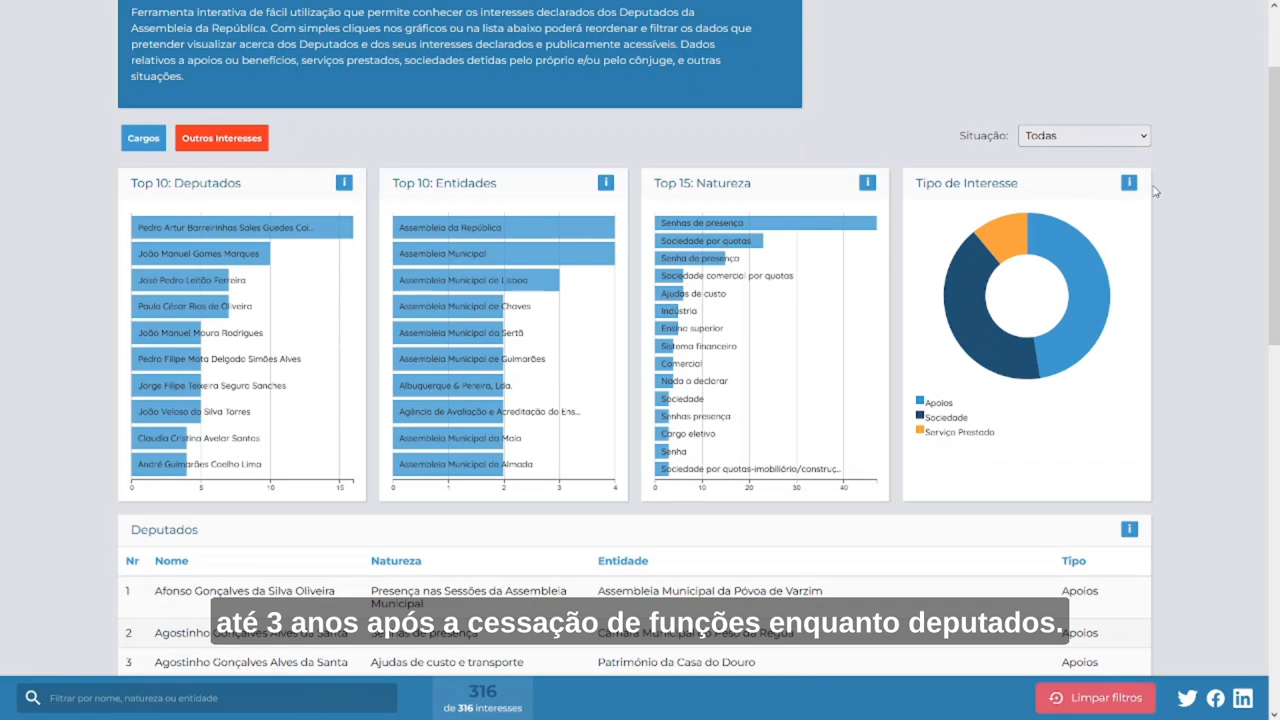 Ferramenta interativa de fácil utilização que permite conhecer os interesses declarados dos Deputados da
Assembleia da República. Com simples cliques nos gráficos ou na lista abaixo poderá reordenar e filtrar os dados que
pretender visualizar acerca dos Deputados e dos seus interesses declarados e publicamente acessíveis. Dados
relativos a apoios ou benefícios, serviços prestados, sociedades detidas pelo próprio e/ou pelo cônjuge, e outras
situações.
Cargos
Outros Interesses
Situação:
Todas
Top 10: Deputados
Pedro Artur Barreirinhas Sales Guedes Coi...
João Manuel Gomes Marques
José Pedro Leitão Ferreira
Paulo César Rios de Oliveira
João Manuel Moura Rodrigues
Pedro Filipe Mota Delgado Simões Alves
Jorge Filipe Teixeira Seguro Sanches
João Veloso da Silva Torres
Claudia Cristina Avelar Santos
André Guimarães Coelho Lima
0 5 10 15
Top 10: Entidades
Assembleia da República
Assembleia Municipal
Assembleia Municipal de Lisboa
Assembleia Municipal de Chaves
Assembleia Municipal da Sertã
Assembleia Municipal de Guimarães
Albuquerque & Pereira, Lda.
Agência de Avaliação e Acreditação do Ens...
Assembleia Municipal da Maia
Assembleia Municipal de Almada
0 1 2 3 4
Top 15: Natureza
Senhas de presença
Sociedade por quotas
Senha de presença
Sociedade comercial por quotas
Ajudas de custo
Indústria
Ensino superior
Sistema financeiro
Comercial
Nada a declarar
Sociedade
Senhas presença
Cargo eletivo
Senha
Sociedade por quotas-imobiliário/construç...
0 10 20 30 40
Tipo de Interesse
Apoios
Sociedade
Serviço Prestado
Deputados
Nr Nome Natureza Entidade Tipo
1 Afonso Gonçalves da Silva Oliveira Presença nas Sessões da Assembleia Assembleia Municipal da Póvoa de Varzim Apoios
Municipal
até 3 anos após a cessação de funções enquanto deputados.
2 Agostinho Gonçalves Alves da Santa Senhas de presença Câmara Municipal do Peso da Régua Apoios
3 Agostinho Gonçalves Alves da Santa Ajudas de custo e transporte Património da Casa do Douro Apoios
Filtrar por nome, natureza ou entidade
316
de 316 interesses
Limpar filtros